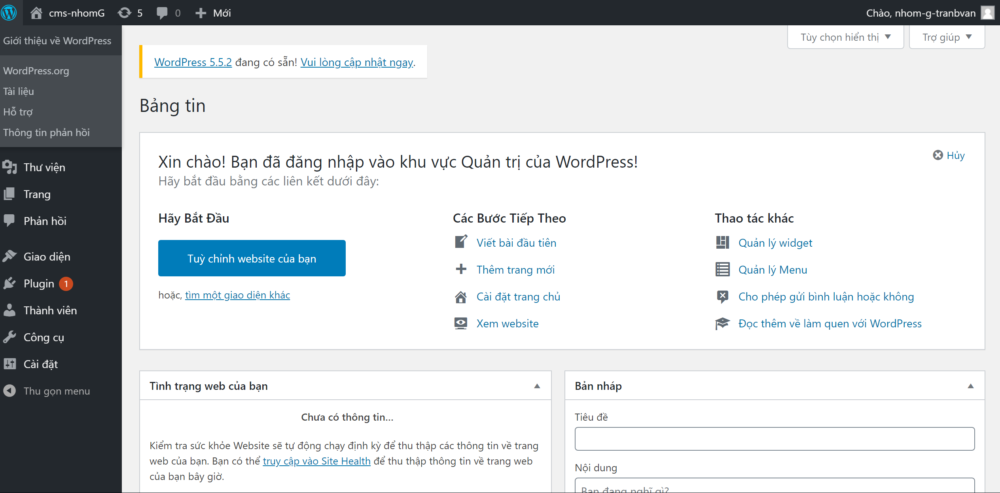 cms-nhomG 5 0 Mới Chào, nhom-g-tranbvan
Giới thiệu về WordPress
WordPress.org
Tài liệu
Hỗ trợ
Thông tin phản hồi
Thư viện
Trang
Phản hồi
Giao diện
Plugin 1
Thành viên
Công cụ
Cài đặt
Thu gọn menu
Tùy chọn hiển thị Trợ giúp
WordPress 5.5.2 đang có sẵn! Vui lòng cập nhật ngay.
Bảng tin
Xin chào! Bạn đã đăng nhập vào khu vực Quản trị của WordPress!
Hủy
Hãy bắt đầu bằng các liên kết dưới đây:
Hãy Bắt Đầu
Tuỳ chỉnh website của bạn
hoặc, tìm một giao diện khác
Các Bước Tiếp Theo
Viết bài đầu tiên
Thêm trang mới
Cài đặt trang chủ
Xem website
Thao tác khác
Quản lý widget
Quản lý Menu
Cho phép gửi bình luận hoặc không
Đọc thêm về làm quen với WordPress
Tình trạng web của bạn
Chưa có thông tin...
Kiểm tra sức khỏe Website sẽ tự động chạy định kỳ để thu thập các thông tin về trang
web của bạn. Bạn có thể truy cập vào Site Health để thu thập thông tin về trang web
của bạn bây giờ.
Bản nháp
Tiêu đề
Nội dung
Bạn đang nghĩ gì?